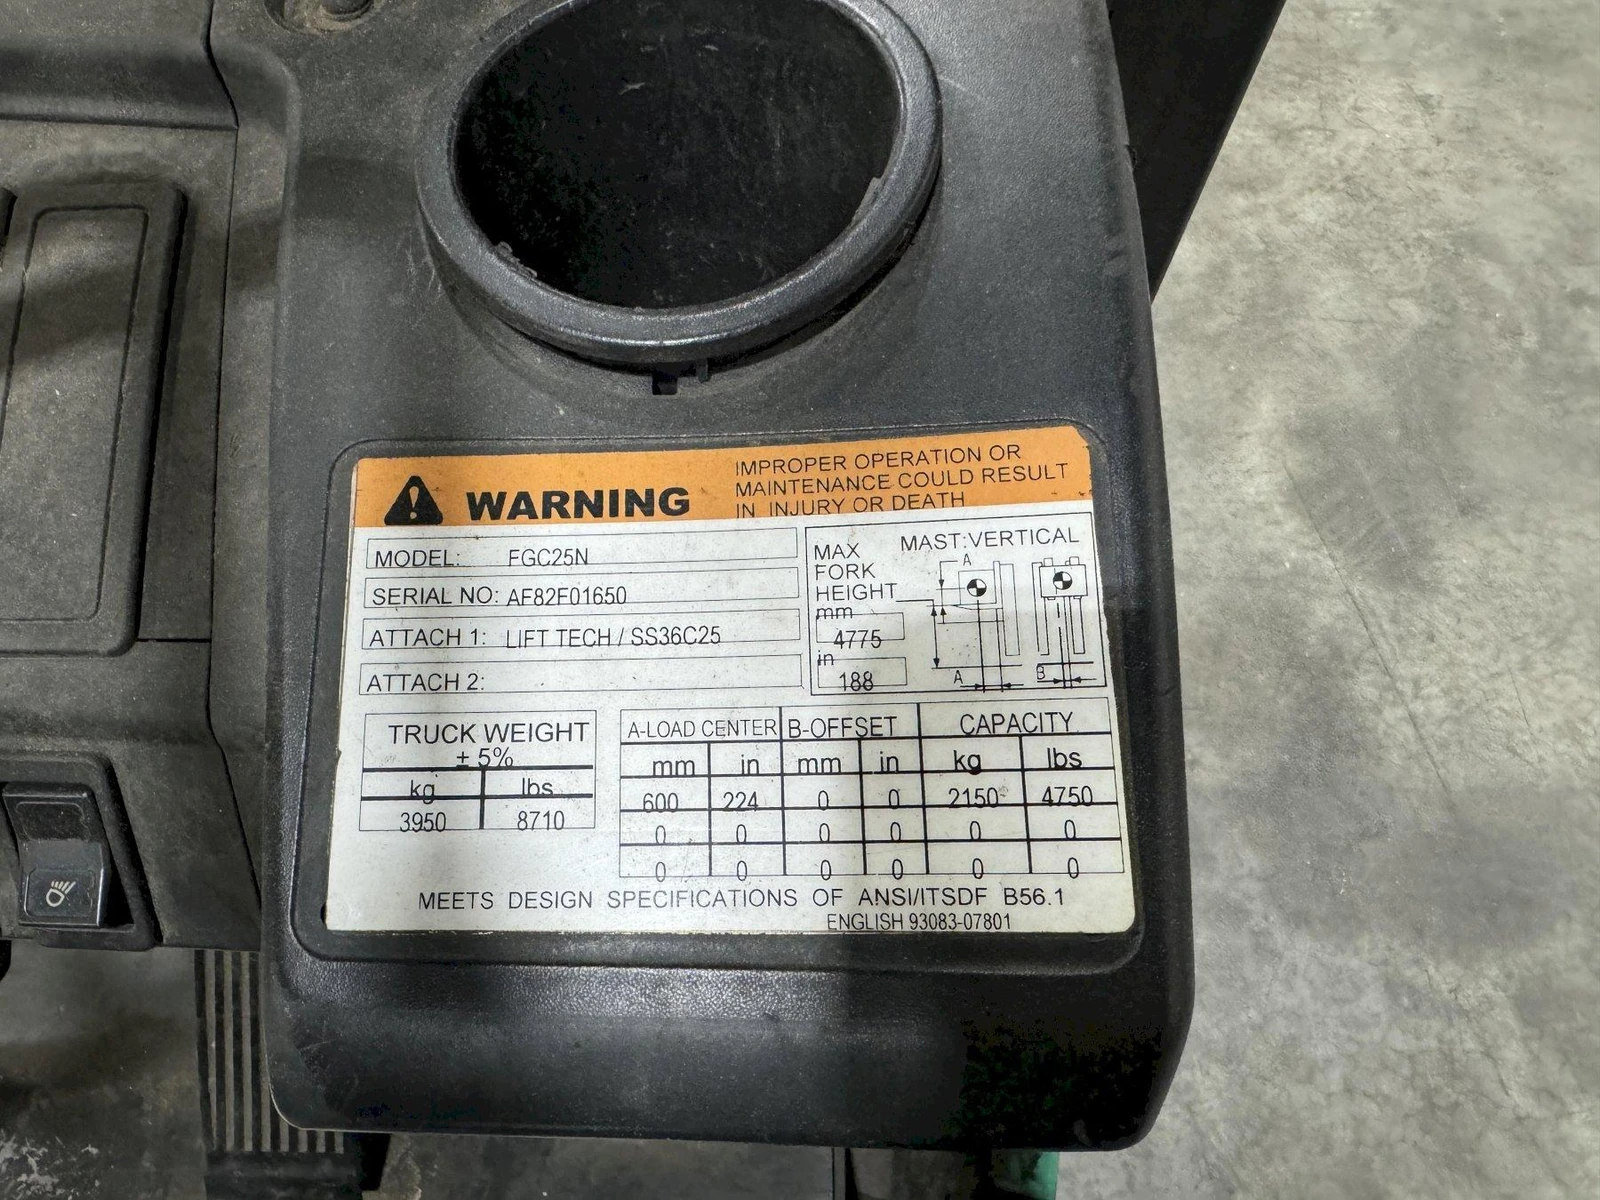 WARNING
IMPROPER OPERATION OR
MAINTENANCE COULD RESULT
IN INJURY OR DEATH
MODEL: FGC25N
SERIAL NO: AF82F01650
ATTACH 1: LIFT TECH / SS36C25
ATTACH 2:
MAX
FORK
HEIGHT
mm
4775
in
188
MAST:VERTICAL
A
A
B
TRUCK WEIGHT
± 5%
kg lbs
3950 8710
A-LOAD CENTER B-OFFSET CAPACITY
mm in mm in kg lbs
600 224 0 0 2150 4750
0 0 0 0 0 0
0 0 0 0 0 0
MEETS DESIGN SPECIFICATIONS OF ANSI/ITSDF B56.1
ENGLISH 93083-07801